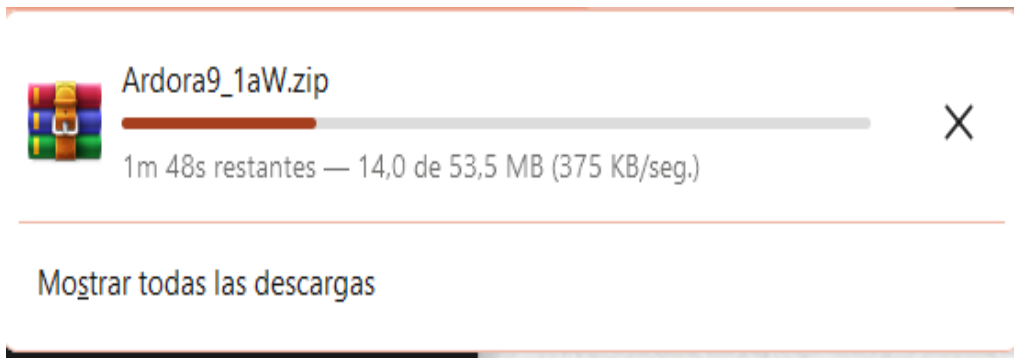 Ardora9_1aW.zip
1m 48s restantes — 14,0 de 53,5 MB (375 KB/seg.)
Mostrar todas las descargas